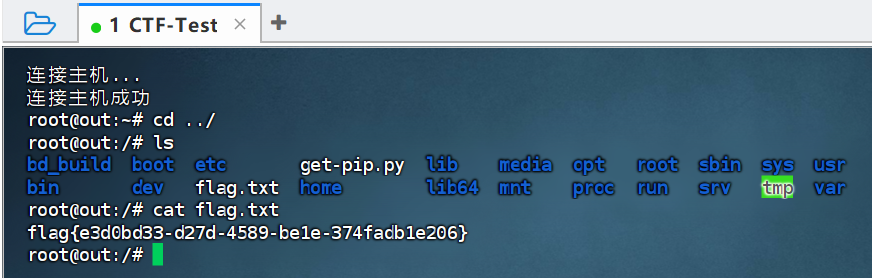 1 CTF-Test × +
连接主机...
连接主机成功
root@out:~# cd ../
root@out:/# ls
bd_build boot etc get-pip.py lib media opt root sbin sys usr
bin dev flag.txt home lib64 mnt proc run srv tmp var
root@out:/# cat flag.txt
flag{e3d0bd33-d27d-4589-be1e-374fadb1e206}
root@out:/#